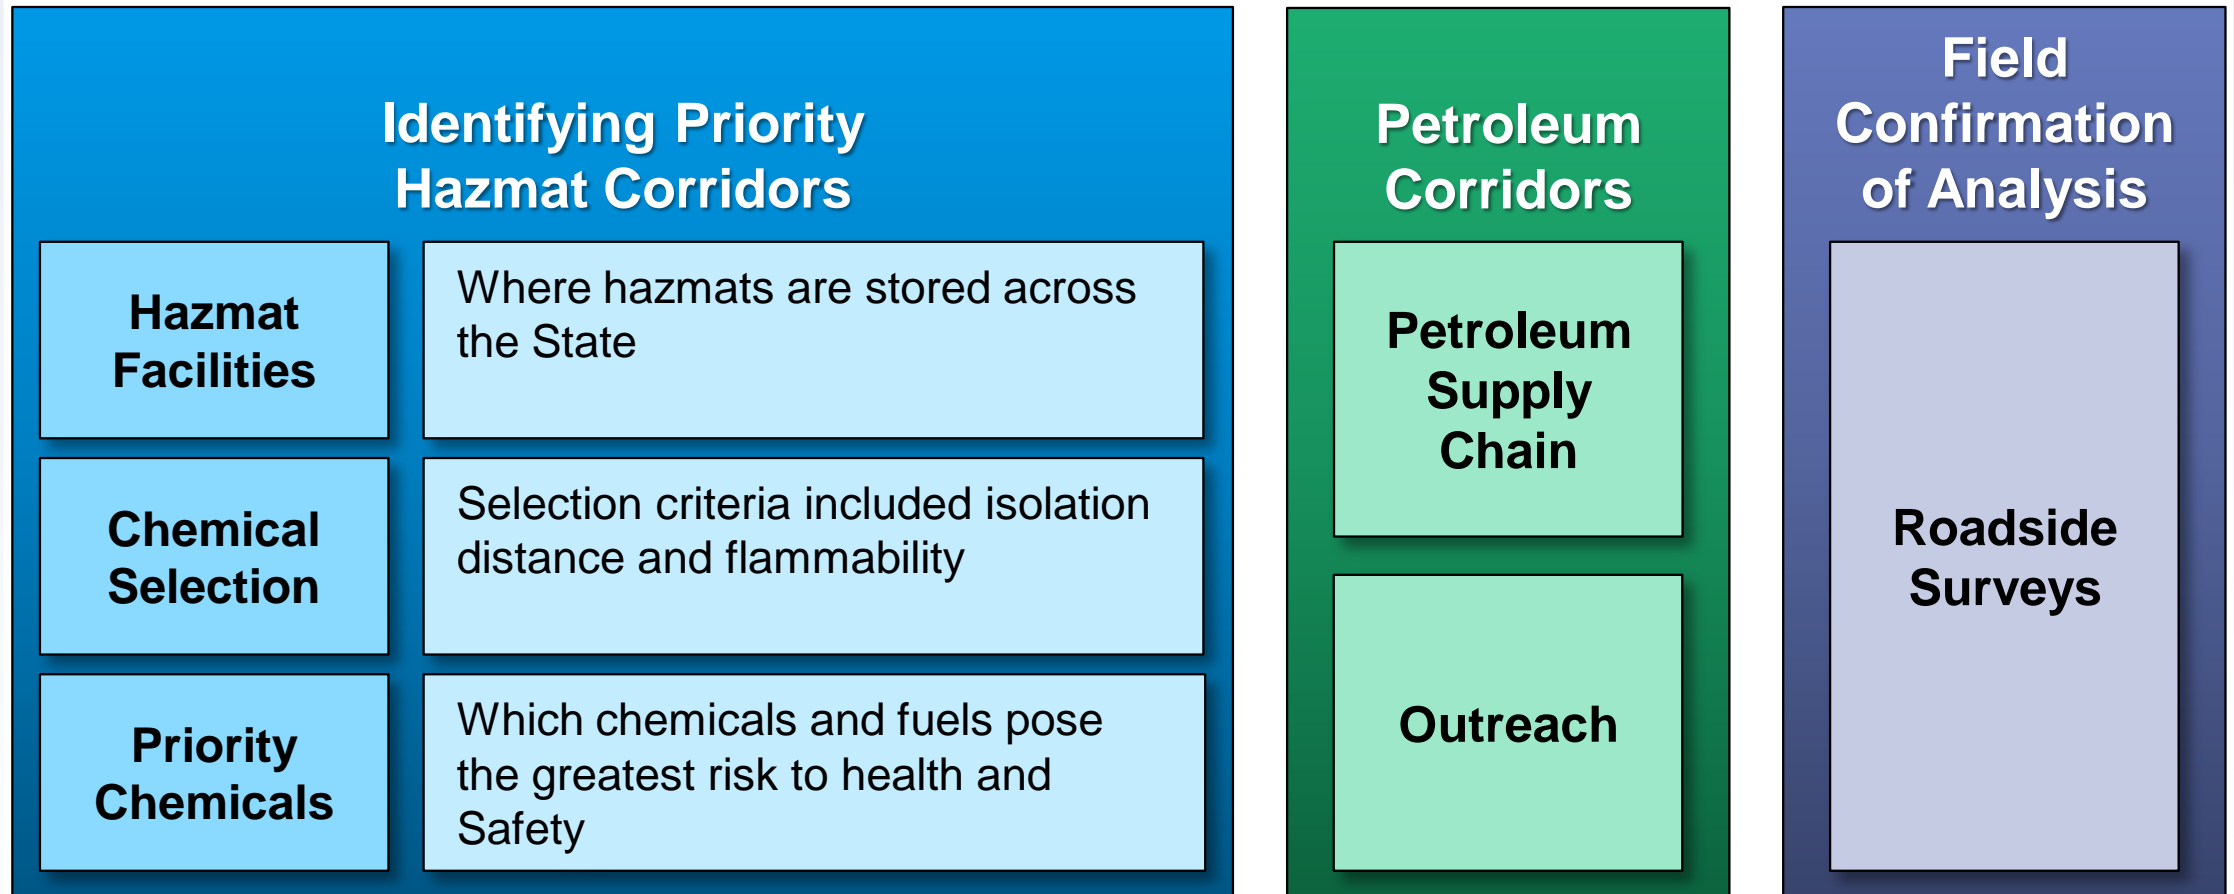 Identifying Priority
Hazmat Corridors
Hazmat
Facilities
Where hazmats are stored across
the State
Chemical
Selection
Selection criteria included isolation
distance and flammability
Priority
Chemicals
Which chemicals and fuels pose
the greatest risk to health and
Safety
Petroleum
Corridors
Petroleum
Supply
Chain
Outreach
Field
Confirmation
of Analysis
Roadside
Surveys